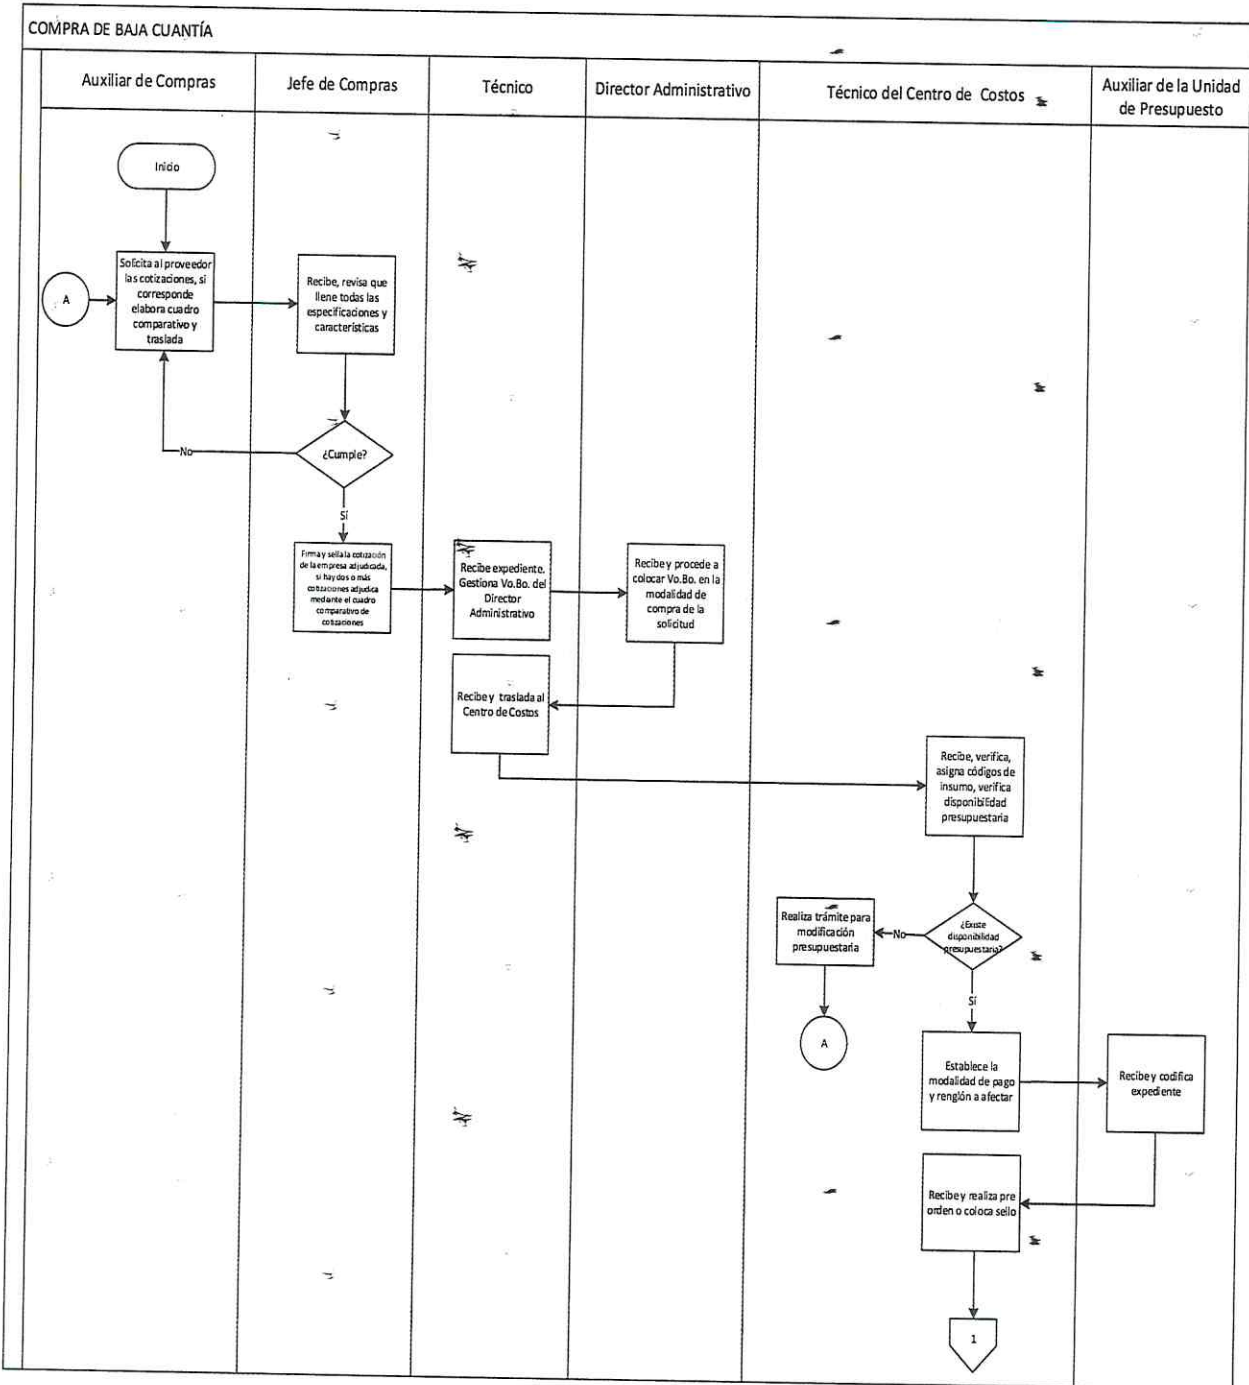 COMPRA DE BAJA CUANTÍA
Auxiliar de Compras
Jefe de Compras
Técnico
Director Administrativo
Técnico del Centro de Costos
Auxiliar de la Unidad
de Presupuesto
Inicio
A
Solicita al proveedor
las cotizaciones, si
corresponde
elabora cuadro
comparativo y
traslada
Recibe, revisa que
llene todas las
especificaciones y
características
¿Cumple?
No
Sí
Firma y sella la cotización
de la empresa adjudicada,
si hay dos o más
cotizaciones adjudica
mediante el cuadro
comparativo de
cotizaciones
Recibe expediente.
Gestiona Vo.Bo. del
Director
Administrativo
Recibe y procede a
colocar Vo.Bo. en la
modalidad de
compra de la
solicitud
Recibe y traslada al
Centro de Costos
Recibe, verifica,
asigna códigos de
insumo, verifica
disponibilidad
presupuestaria
¿Existe
disponibilidad
presupuestaria?
No
Realiza trámite para
modificación
presupuestaria
A
Sí
Establece la
modalidad de pago
y renglón a afectar
Recibe y codifica
expediente
Recibe y realiza pre
orden o coloca sello
1